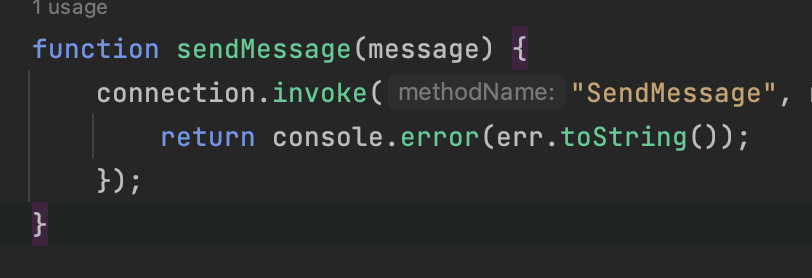 1 usage
function sendMessage(message) {
connection.invoke( methodName: "SendMessage",
return console.error(err.toString());
});
}